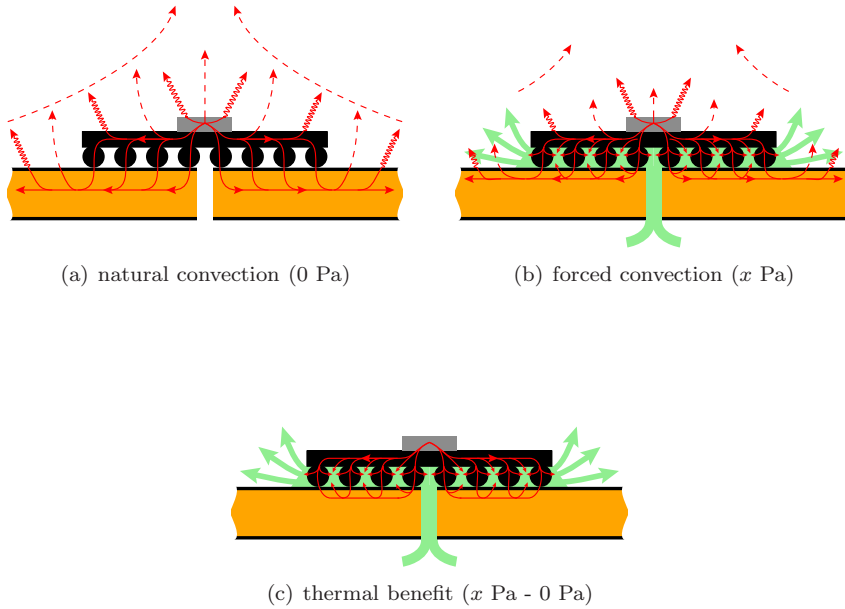 (a) natural convection (0 Pa)
(b) forced convection (x Pa)
(c) thermal benefit (x Pa - 0 Pa)